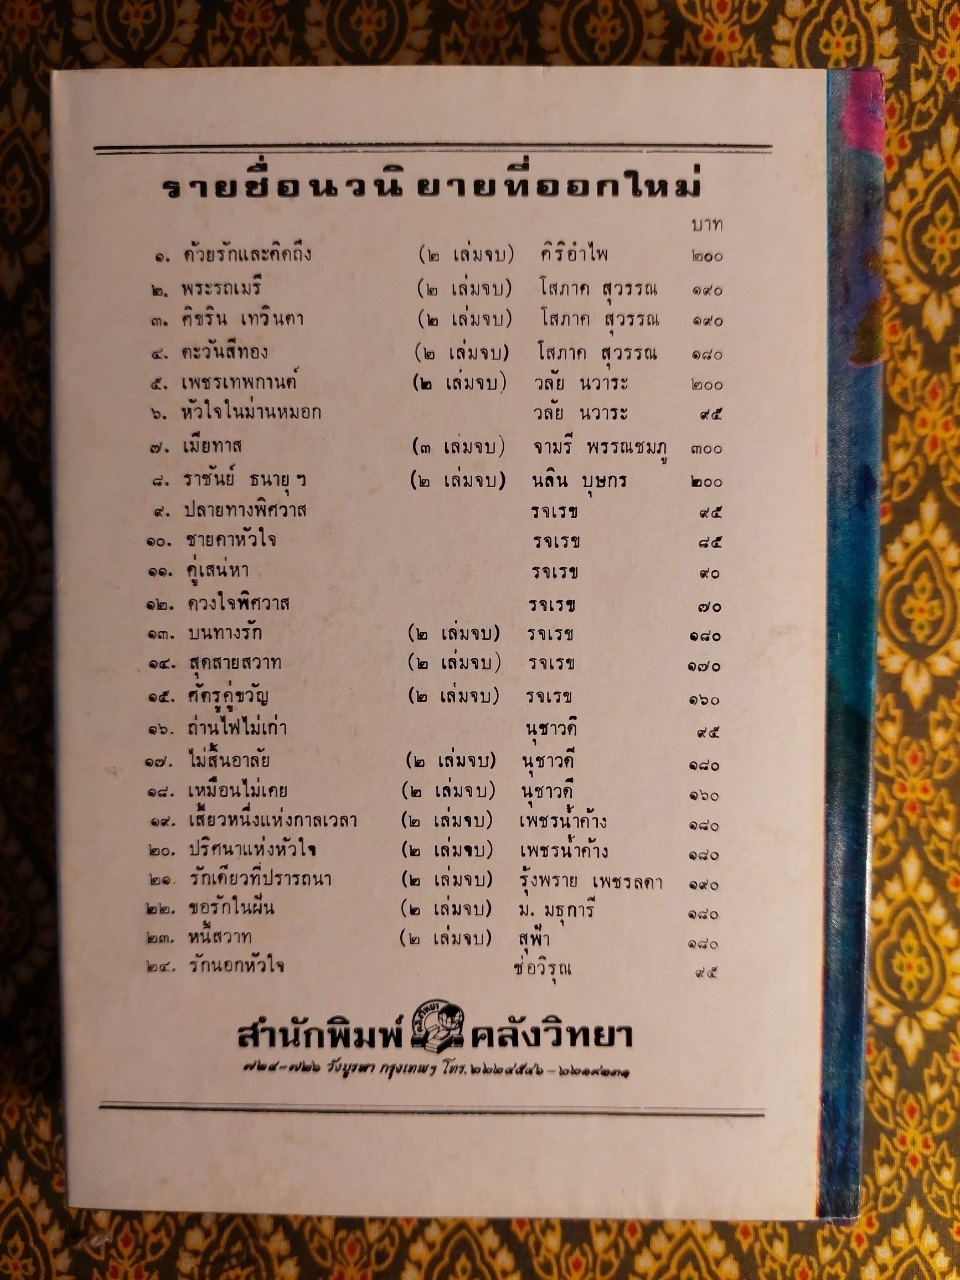 รายชื่อนวนิยายที่ออกใหม่
บาท
๑. ด้วยรักและคิดถึง (๒ เล่มจบ) คิริอำไพ ๒๐๐
๒. พระรถเมรี (๒ เล่มจบ) โสภาค สุวรรณ ๑๙๐
๓. คิขริน เทวินตา (๒ เล่มจบ) โสภาค สุวรรณ ๑๙๐
๔. ตะวันสีทอง (๒ เล่มจบ) โสภาค สุวรรณ ๑๘๐
๕. เพชรเทพกานต์ (๒ เล่มจบ) วลัย นวาระ ๒๐๐
๖. หัวใจในม่านหมอก วลัย นวาระ ๙๕
๗. เมียทาส (๓ เล่มจบ) จามรี พรรณชมภู ๓๐๐
๘. ราชันย์ ธนายุฯ (๒ เล่มจบ) นลิน บุษกร ๒๐๐
๙. ปลายทางพิศวาส รจเรข ๙๕
๑๐. ชายคาหัวใจ รจเรข ๘๕
๑๑. คู่เสน่หา รจเรข ๙๐
๑๒. ดวงใจพิศวาส รจเรข ๗๐
๑๓. บนทางรัก (๒ เล่มจบ) รจเรข ๑๘๐
๑๔. สุดสายสวาท (๒ เล่มจบ) รจเรข ๑๗๐
๑๕. ศัตรูคู่ขวัญ (๒ เล่มจบ) รจเรข ๑๖๐
๑๖. ถ่านไฟไม่เก่า นุชาวดี ๙๕
๑๗. ไม่สิ้นอาลัย (๒ เล่มจบ) นุชาวดี ๑๘๐
๑๘. เหมือนไม่เคย (๒ เล่มจบ) นุชาวดี ๑๖๐
๑๙. เสี้ยวหนึ่งแห่งกาลเวลา (๒ เล่มจบ) เพชรน้ำค้าง ๑๘๐
๒๐. ปริศนาแห่งหัวใจ (๒ เล่มจบ) เพชรน้ำค้าง ๑๘๐
๒๑. รักเดียวที่ปรารถนา (๒ เล่มจบ) รุ้งพราย เพชรลดา ๑๙๐
๒๒. ขอรักในฝัน (๒ เล่มจบ) ม. มธุการี ๑๘๐
๒๓. หนี้สวาท (๒ เล่มจบ) สุฟ้า ๑๘๐
๒๔. รักนอกหัวใจ ช่อวิรุณ ๙๕
สำนักพิมพ์ คลังวิทยา คลังวิทยา
๗๒๔-๗๒๖ วังบูรพา กรุงเทพฯ โทร. ๒๒๒๔๕๔๖-๒๒๑๙๒๓๑